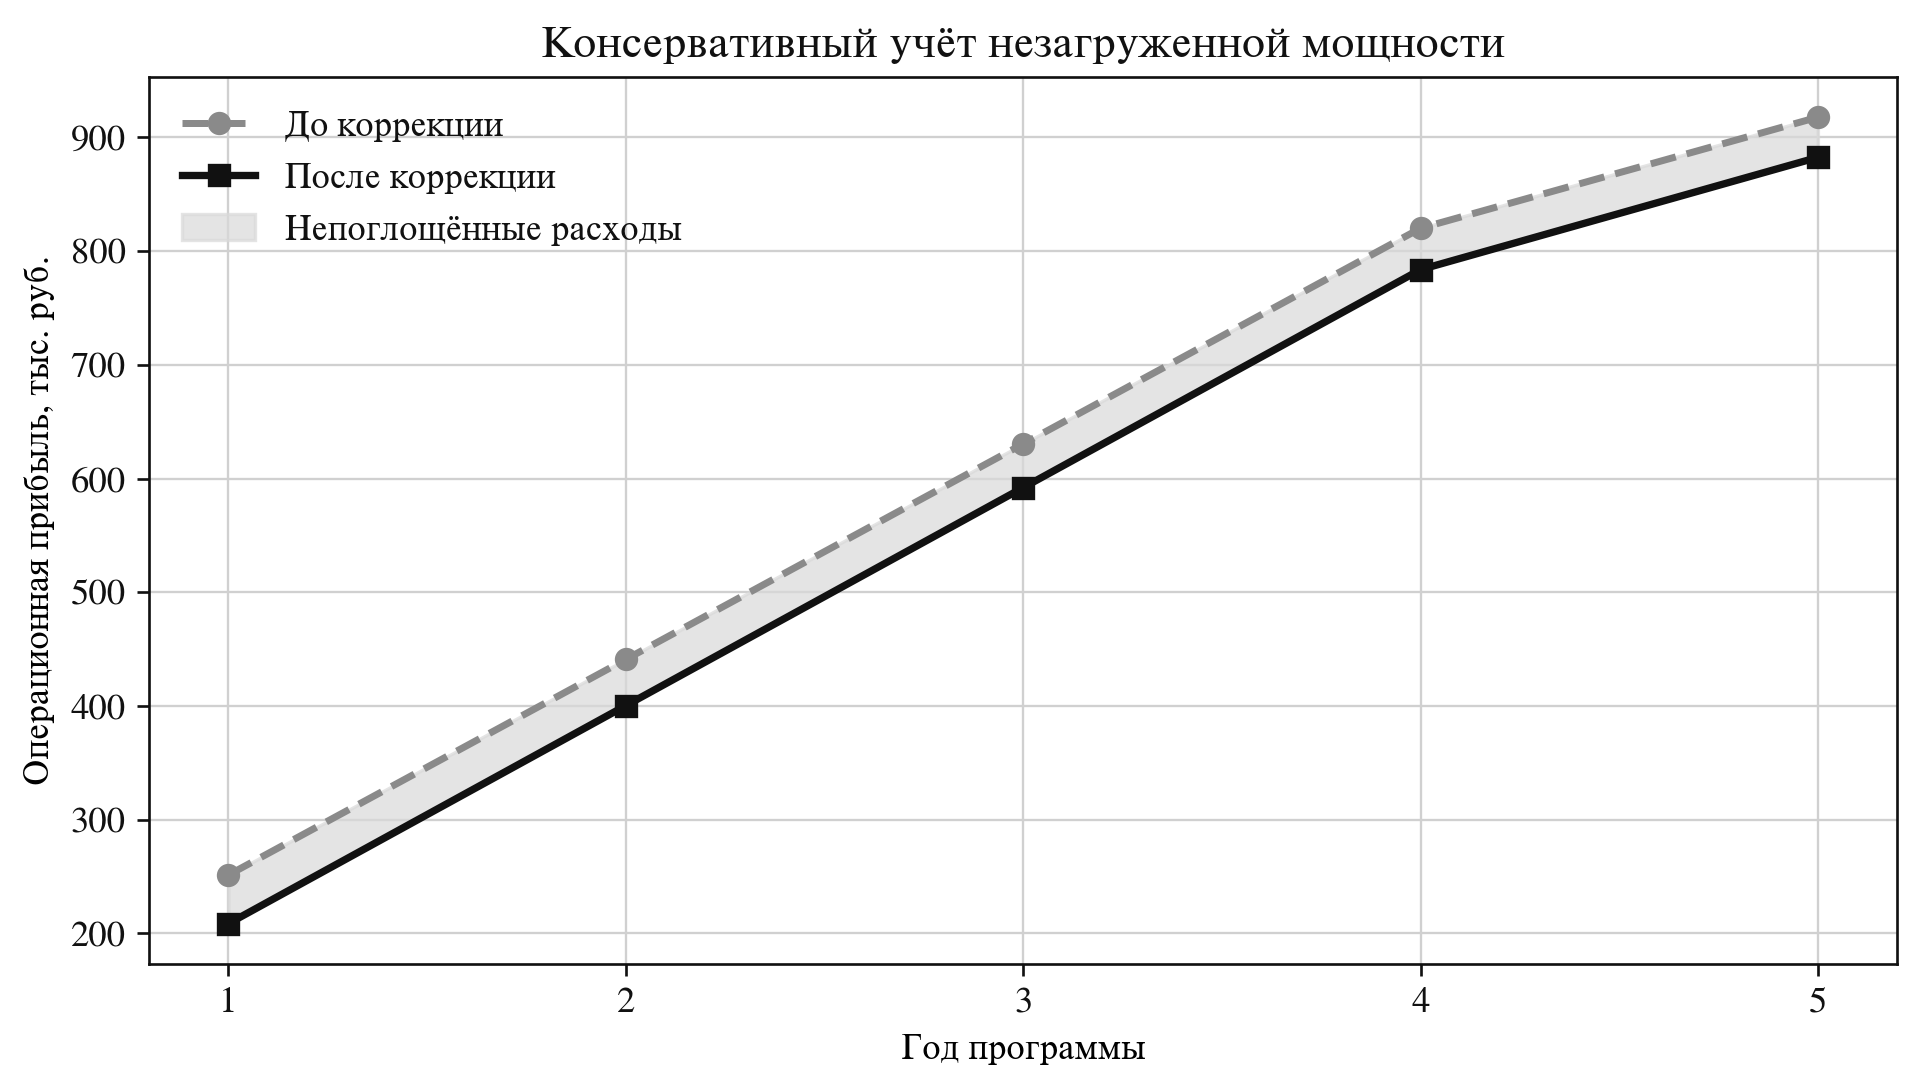 Консервативный учёт незагруженной мощности
До коррекции
После коррекции
Непоглощённые расходы
Операционная прибыль, тыс. руб.
900
800
700
600
500
400
300
200
1 2 3 4 5
Год программы